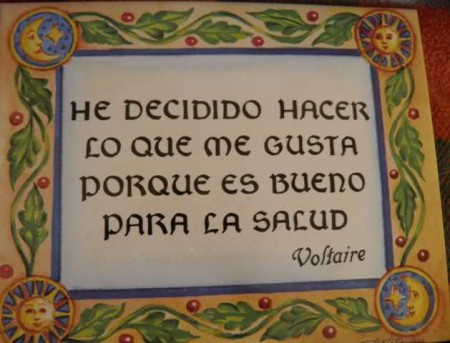 HE DECIDIDO HACER
LO QUE ME GUSTA
PORQUE ES BUENO
PARA LA SALUD
Voltaire